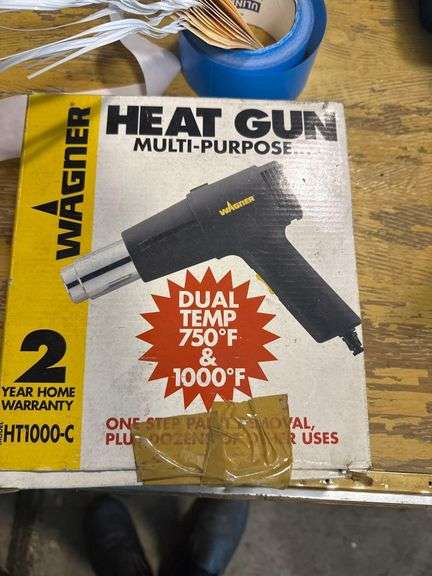 HEAT GUN
MULTI-PURPOSE...
WAGNER
WAGNER
DUAL
TEMP
750°F
&
1000°F
2
YEAR HOME
WARRANTY
MODEL HT1000-C
ONE STEP PAINT REMOVAL,
PLUS DOZENS OF OTHER USES